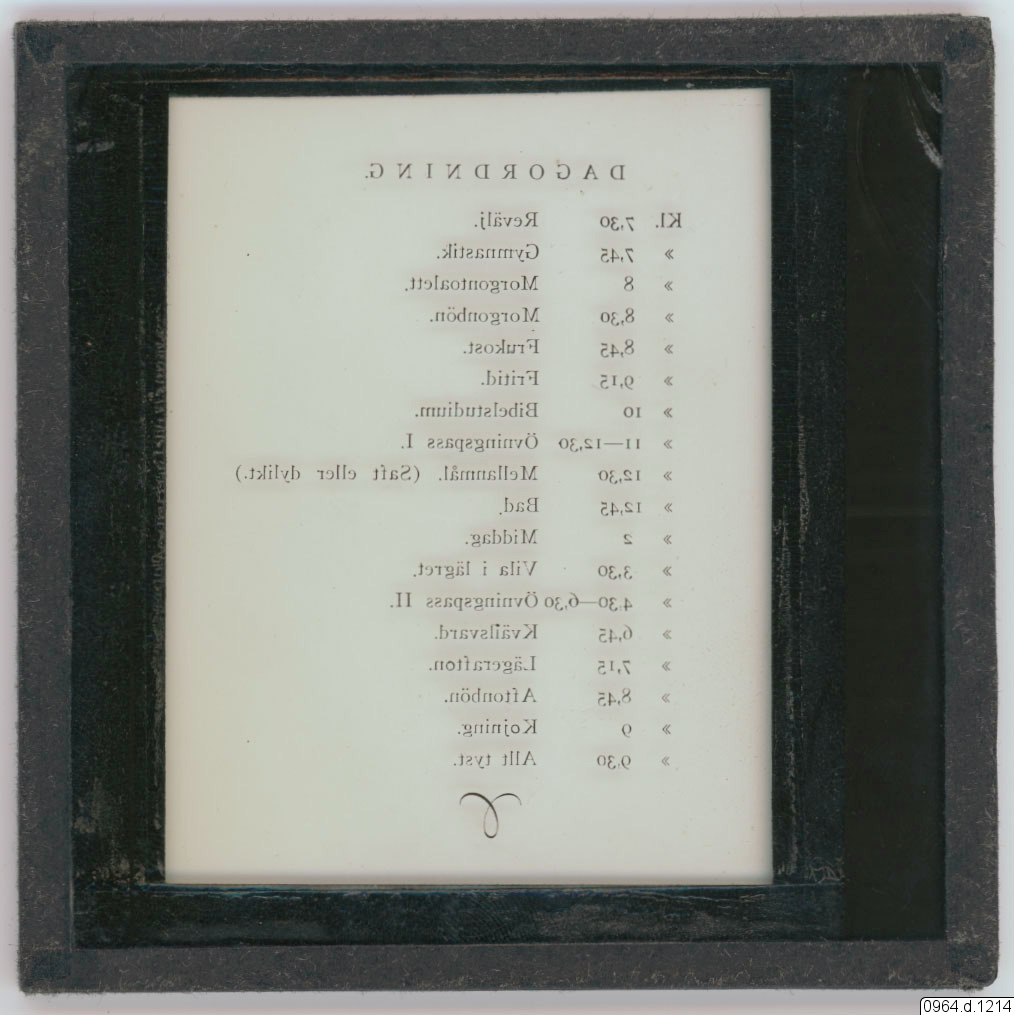 DAGORDNING.
Kl. 7,30 Revälj.
» 7,45 Gymnastik.
» 8 Morgontoalett.
» 8,30 Morgonbön.
» 8,45 Frukost.
» 9,15 Fritid.
» 10 Bibelstudium.
» 11—12,30 Övningspass I.
» 12,30 Mellanmål. (Saft eller dylikt.)
» 12,45 Bad.
» 2 Middag.
» 3,30 Vila i lägret.
» 4,30—6,30 Övningspass II.
» 6,45 Kvällsvard.
» 7,15 Lägerafton.
» 8,45 Aftonbön.
» 9 Kojning.
» 9,30 Allt tyst.
0964.d.1214